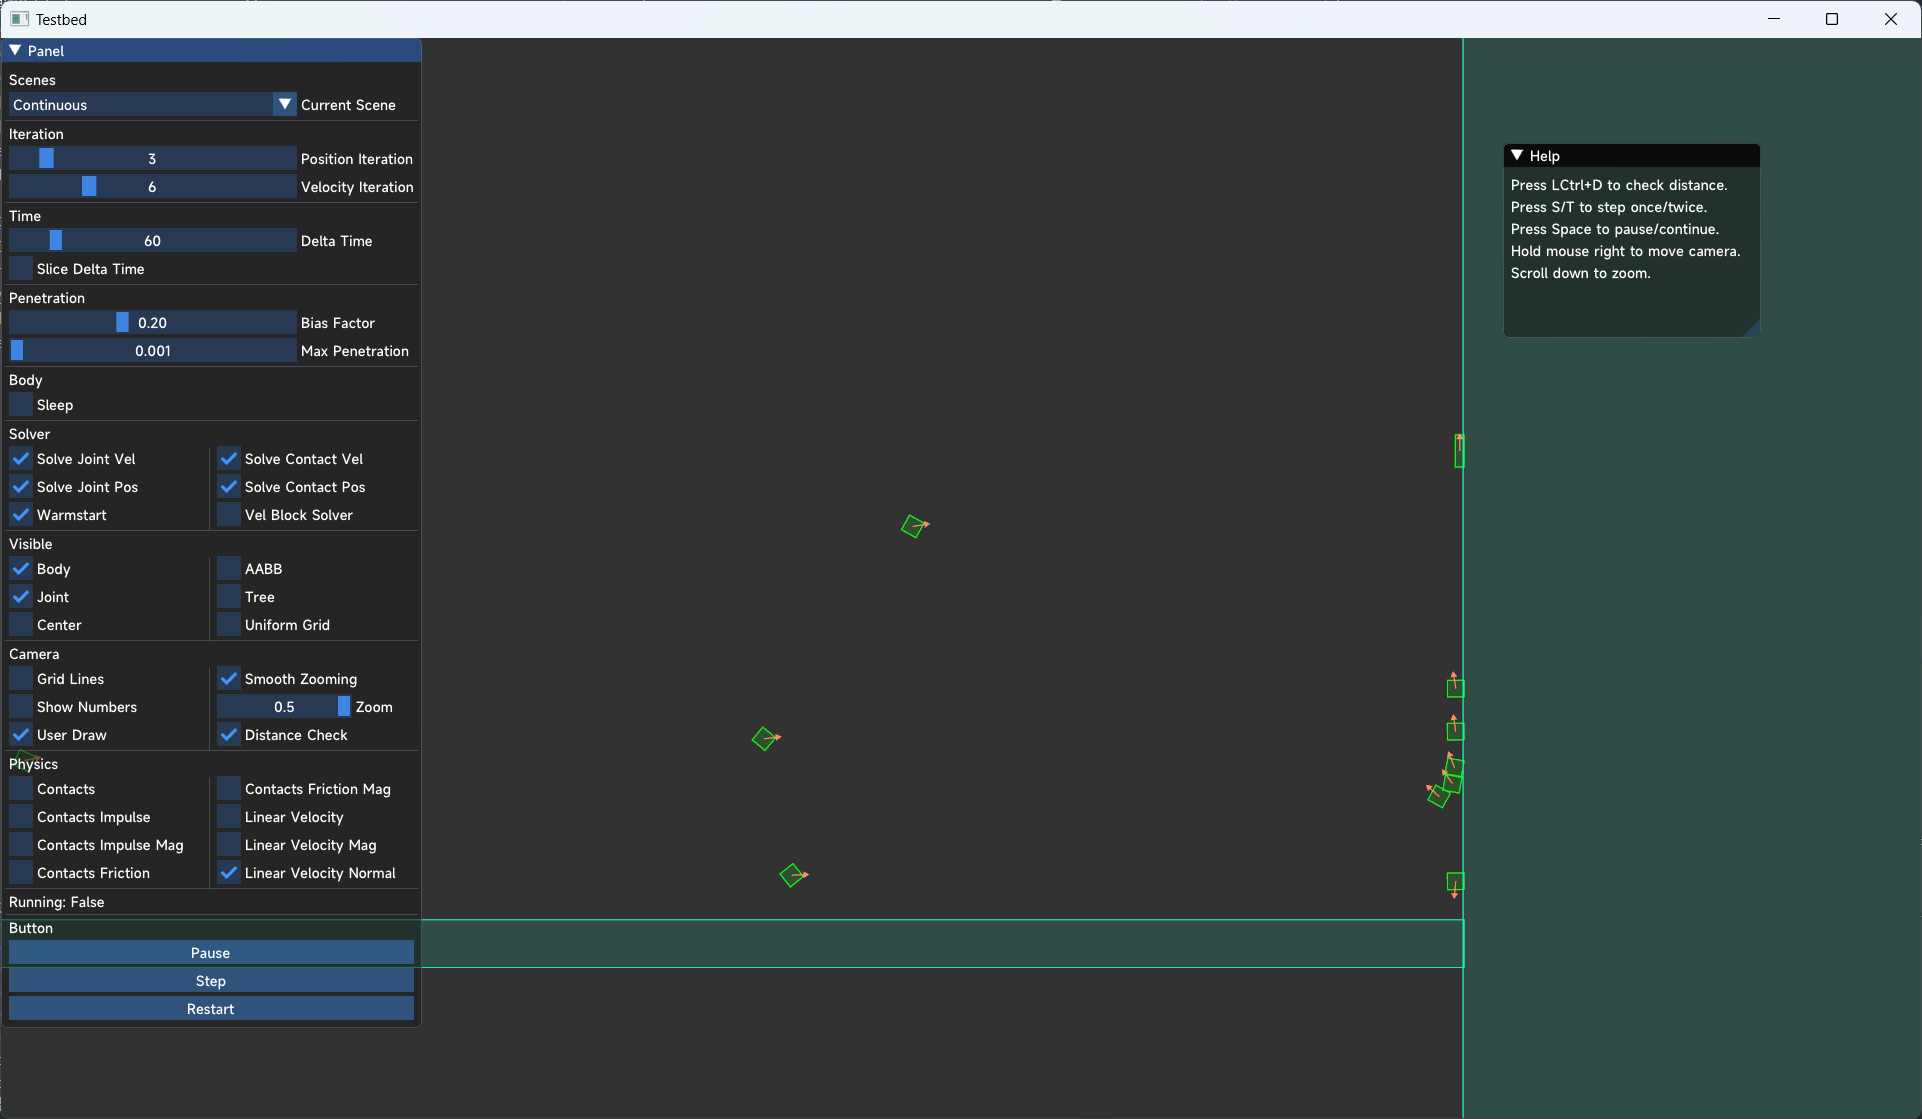 Testbed
Panel
Scenes
Continuous Current Scene
Iteration
3 Position Iteration
6 Velocity Iteration
Time
60 Delta Time
Slice Delta Time
Penetration
0.20 Bias Factor
0.001 Max Penetration
Body
Sleep
Solver
Solve Joint Vel Solve Contact Vel
Solve Joint Pos Solve Contact Pos
Warmstart Vel Block Solver
Visible
Body AABB
Joint Tree
Center Uniform Grid
Camera
Grid Lines Smooth Zooming
Show Numbers 0.5 Zoom
User Draw Distance Check
Physics
Contacts Contacts Friction Mag
Contacts Impulse Linear Velocity
Contacts Impulse Mag Linear Velocity Mag
Contacts Friction Linear Velocity Normal
Running: False
Button
Pause
Step
Restart
Help
Press LCtrl+D to check distance.
Press S/T to step once/twice.
Press Space to pause/continue.
Hold mouse right to move camera.
Scroll down to zoom.